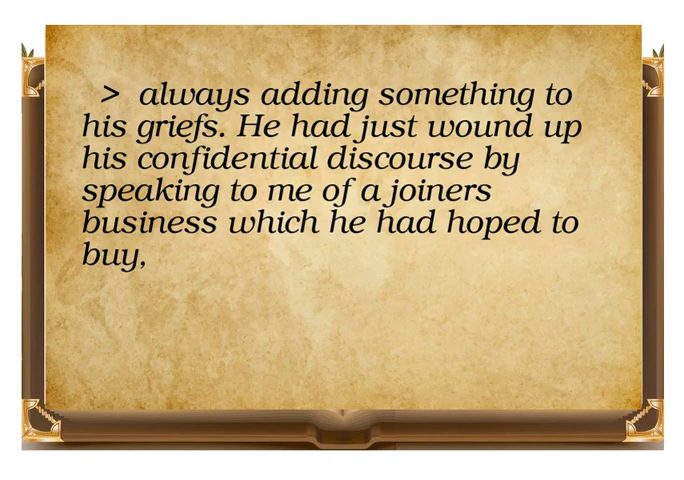 > always adding something to
his griefs. He had just wound up
his confidential discourse by
speaking to me of a joiners
business which he had hoped to
buy,